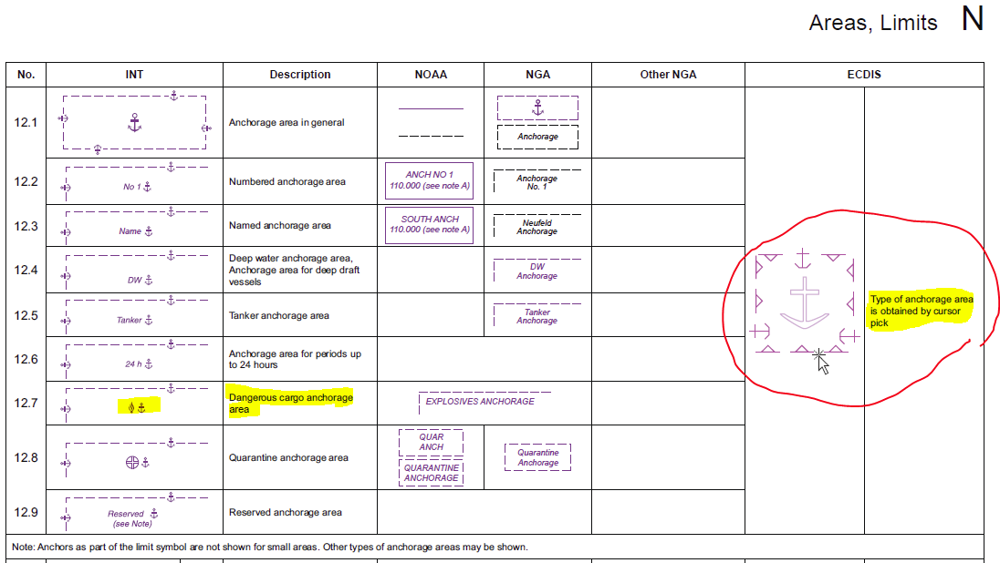 Areas, Limits N
No. INT Description NOAA NGA Other NGA ECDIS
12.1
Anchorage area in general
Anchorage
12.2
No 1
Numbered anchorage area
ANCH NO 1
110.000 (see note A)
Anchorage
No. 1
12.3
Name
Named anchorage area
SOUTH ANCH
110.000 (see note A)
Neufeld
Anchorage
12.4
DW
Deep water anchorage area,
Anchorage area for deep draft
vessels
DW
Anchorage
12.5
Tanker
Tanker anchorage area
Tanker
Anchorage
Type of anchorage area
is obtained by cursor
pick
12.6
24 h
Anchorage area for periods up
to 24 hours
12.7
Dangerous cargo anchorage
area
EXPLOSIVES ANCHORAGE
12.8
Quarantine anchorage area
QUAR
ANCH
QUARANTINE
ANCHORAGE
Quarantine
Anchorage
12.9
Reserved
(see Note)
Reserved anchorage area
Note: Anchors as part of the limit symbol are not shown for small areas. Other types of anchorage areas may be shown.